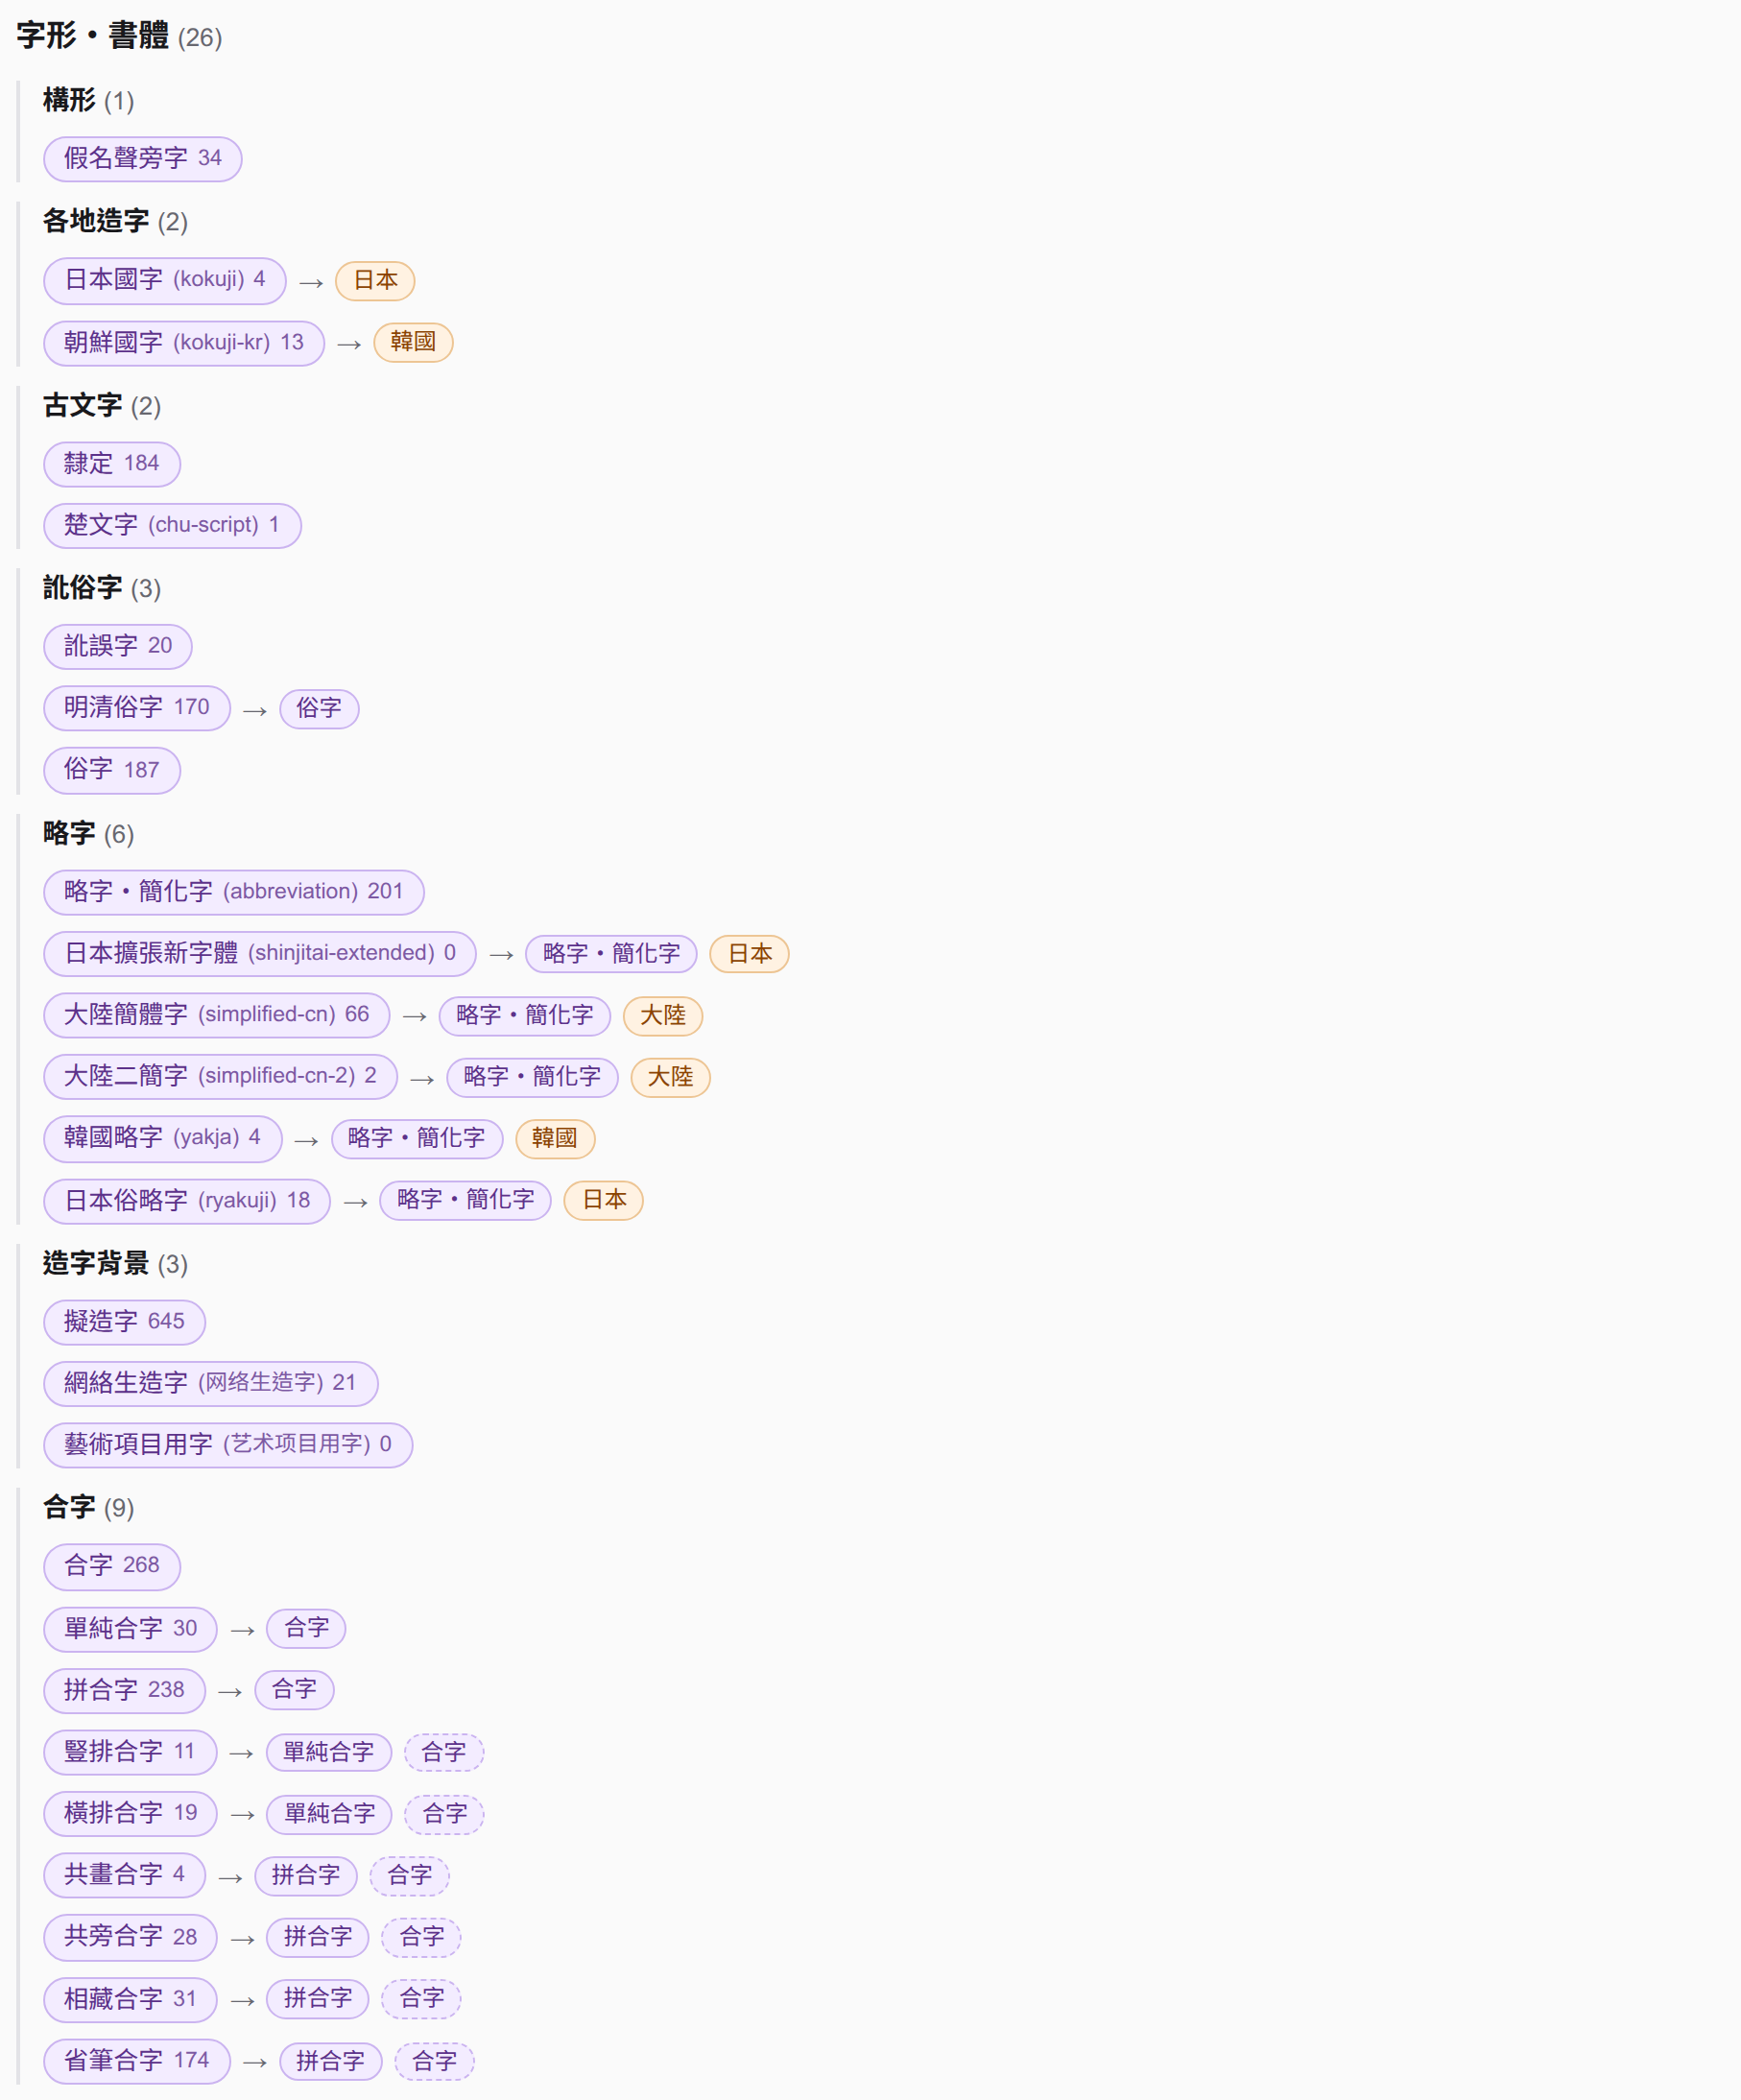 字形・書體 (26)
構形 (1)
假名聲旁字 34
各地造字 (2)
日本國字 (kokuji) 4 → 日本
朝鮮國字 (kokuji-kr) 13 → 韓國
古文字 (2)
隸定 184
楚文字 (chu-script) 1
訛俗字 (3)
訛誤字 20
明清俗字 170 → 俗字
俗字 187
略字 (6)
略字・簡化字 (abbreviation) 201
日本擴張新字體 (shinjitai-extended) 0 → 略字・簡化字 日本
大陸簡體字 (simplified-cn) 66 → 略字・簡化字 大陸
大陸二簡字 (simplified-cn-2) 2 → 略字・簡化字 大陸
韓國略字 (yakja) 4 → 略字・簡化字 韓國
日本俗略字 (ryakuji) 18 → 略字・簡化字 日本
造字背景 (3)
擬造字 645
網絡生造字 (网络生造字) 21
藝術項目用字 (艺术项目用字) 0
合字 (9)
合字 268
單純合字 30 → 合字
拼合字 238 → 合字
豎排合字 11 → 單純合字 合字
橫排合字 19 → 單純合字 合字
共畫合字 4 → 拼合字 合字
共旁合字 28 → 拼合字 合字
相藏合字 31 → 拼合字 合字
省筆合字 174 → 拼合字 合字